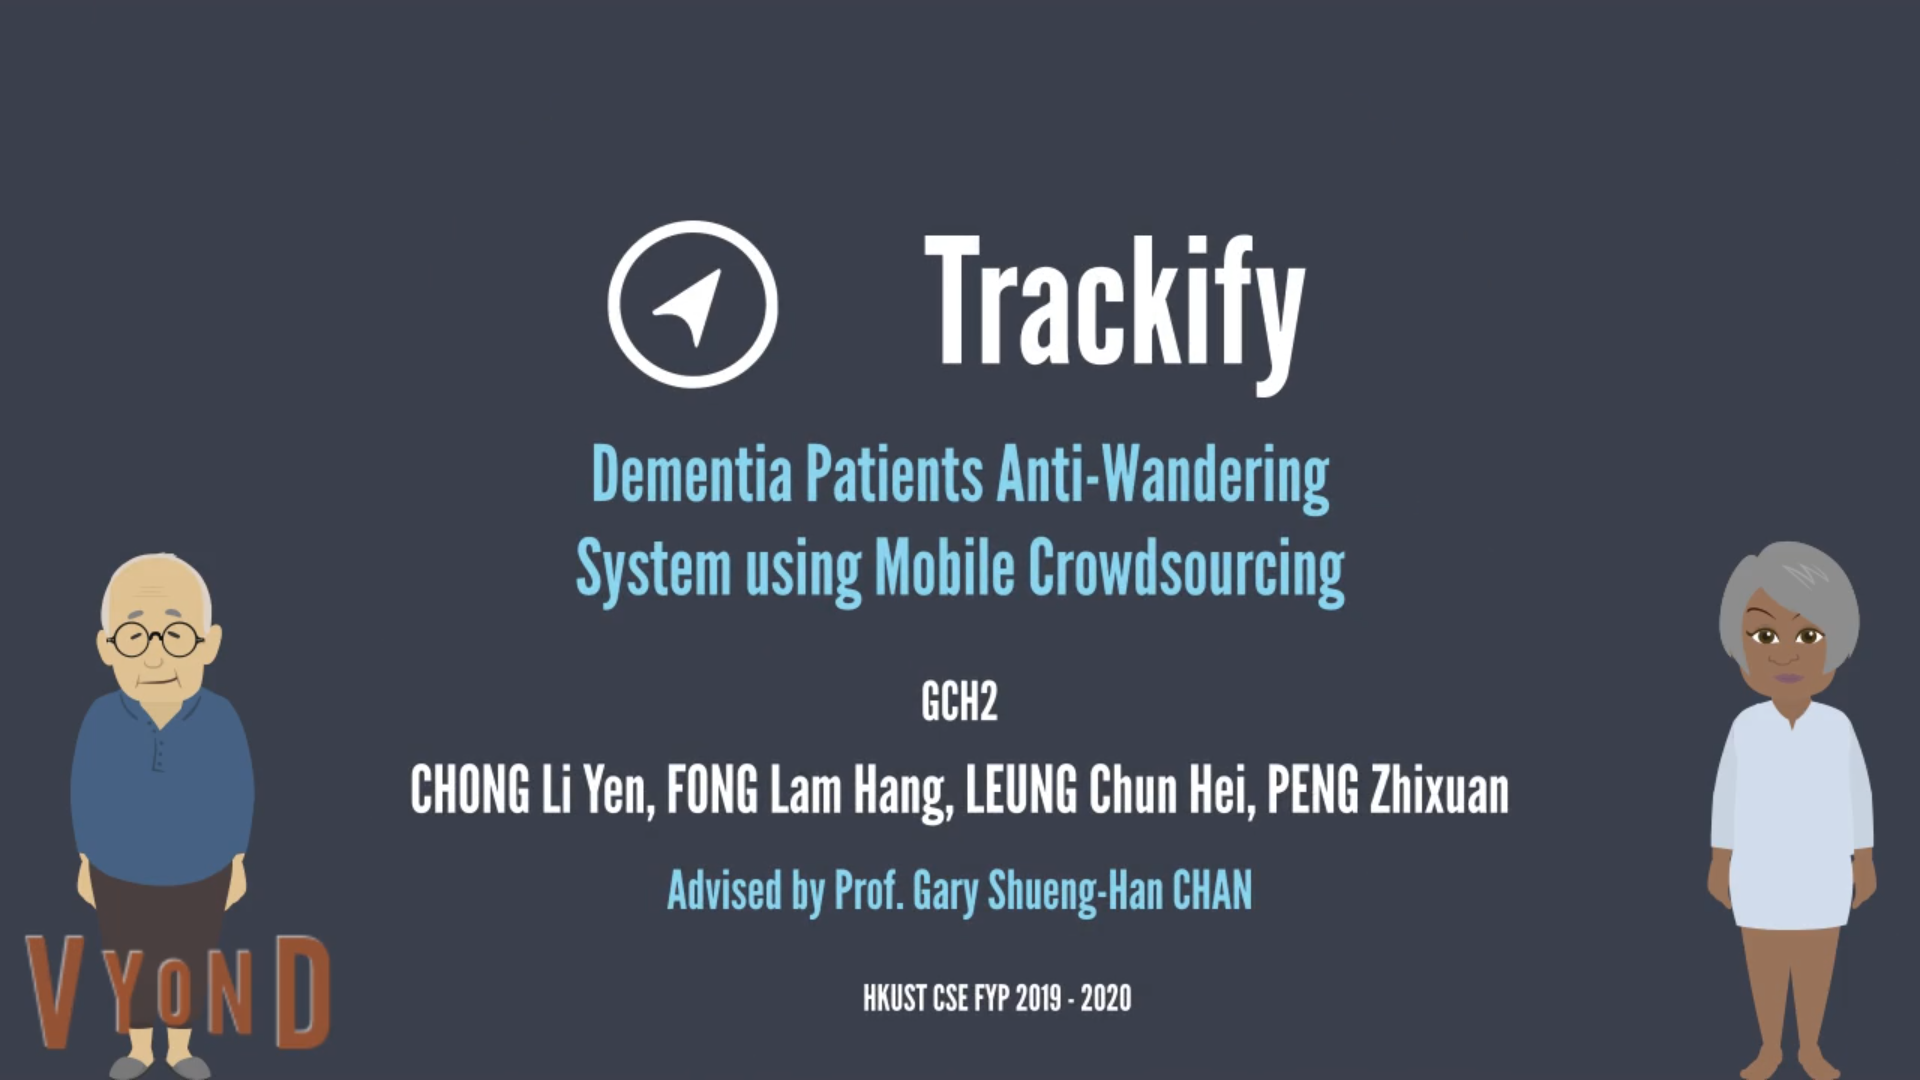 Trackify
Dementia Patients Anti-Wandering
System using Mobile Crowdsourcing
GCH2
CHONG Li Yen, FONG Lam Hang, LEUNG Chun Hei, PENG Zhixuan
Advised by Prof. Gary Shueng-Han CHAN
VYOND
HKUST CSE FYP 2019 - 2020